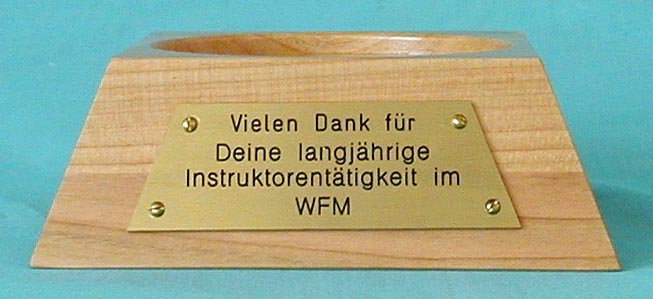 Vielen Dank für
Deine langjährige
Instruktorentätigkeit im
WFM